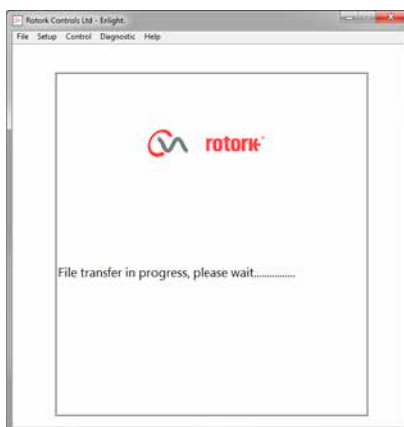 Rotork Controls Ltd - Enlight.
File Setup Control Diagnostic Help
rotork
File transfer in progress, please wait...............